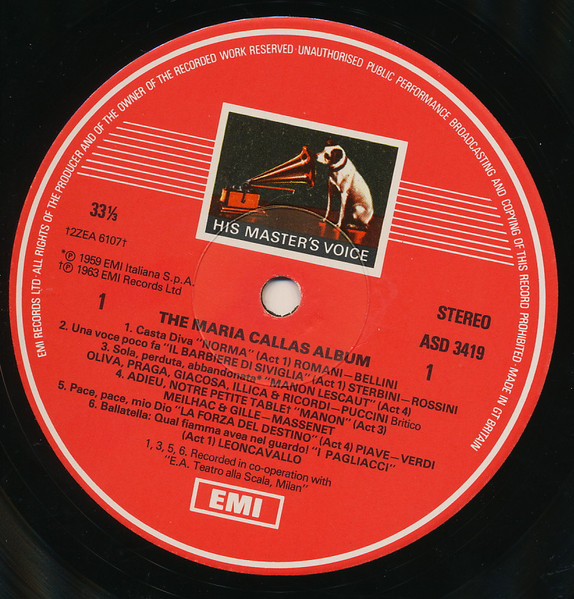 EMI RECORDS LTD·ALL RIGHTS OF THE PRODUCER AND OF THE OWNER OF THE RECORDED WORK RESERVED·UNAUTHORISED PUBLIC PERFORMANCE BROADCASTING AND COPYING OF THIS RECORD PROHIBITED·MADE IN GT BRITAIN
HIS MASTER'S VOICE
33⅓
†2ZEA 6107†
*℗ 1959 EMI Italiana S.p.A.
†℗ 1963 EMI Records Ltd
1
STEREO
ASD 3419
1
THE MARIA CALLAS ALBUM
1. Casta Diva "NORMA" (Act 1) ROMANI–BELLINI
2. Una voce poco fa "IL BARBIERE DI SIVIGLIA" (Act 1) STERBINI–ROSSINI
3. Sola, perduta, abbandonata* "MANON LESCAUT" (Act 4)
OLIVA, PRAGA, GIACOSA, ILLICA & RICORDI–PUCCINI Britico
4. ADIEU, NOTRE PETITE TABLE† "MANON" (Act 3)
MEILHAC & GILLE–MASSENET
5. Pace, pace, mio Dio "LA FORZA DEL DESTINO" (Act 4) PIAVE–VERDI
6. Ballatella: Qual fiamma avea nel guardo! "I PAGLIACCI"
(Act 1) LEONCAVALLO
1, 3, 5, 6, Recorded in co-operation with
"E.A. Teatro alla Scala, Milan"
EMI